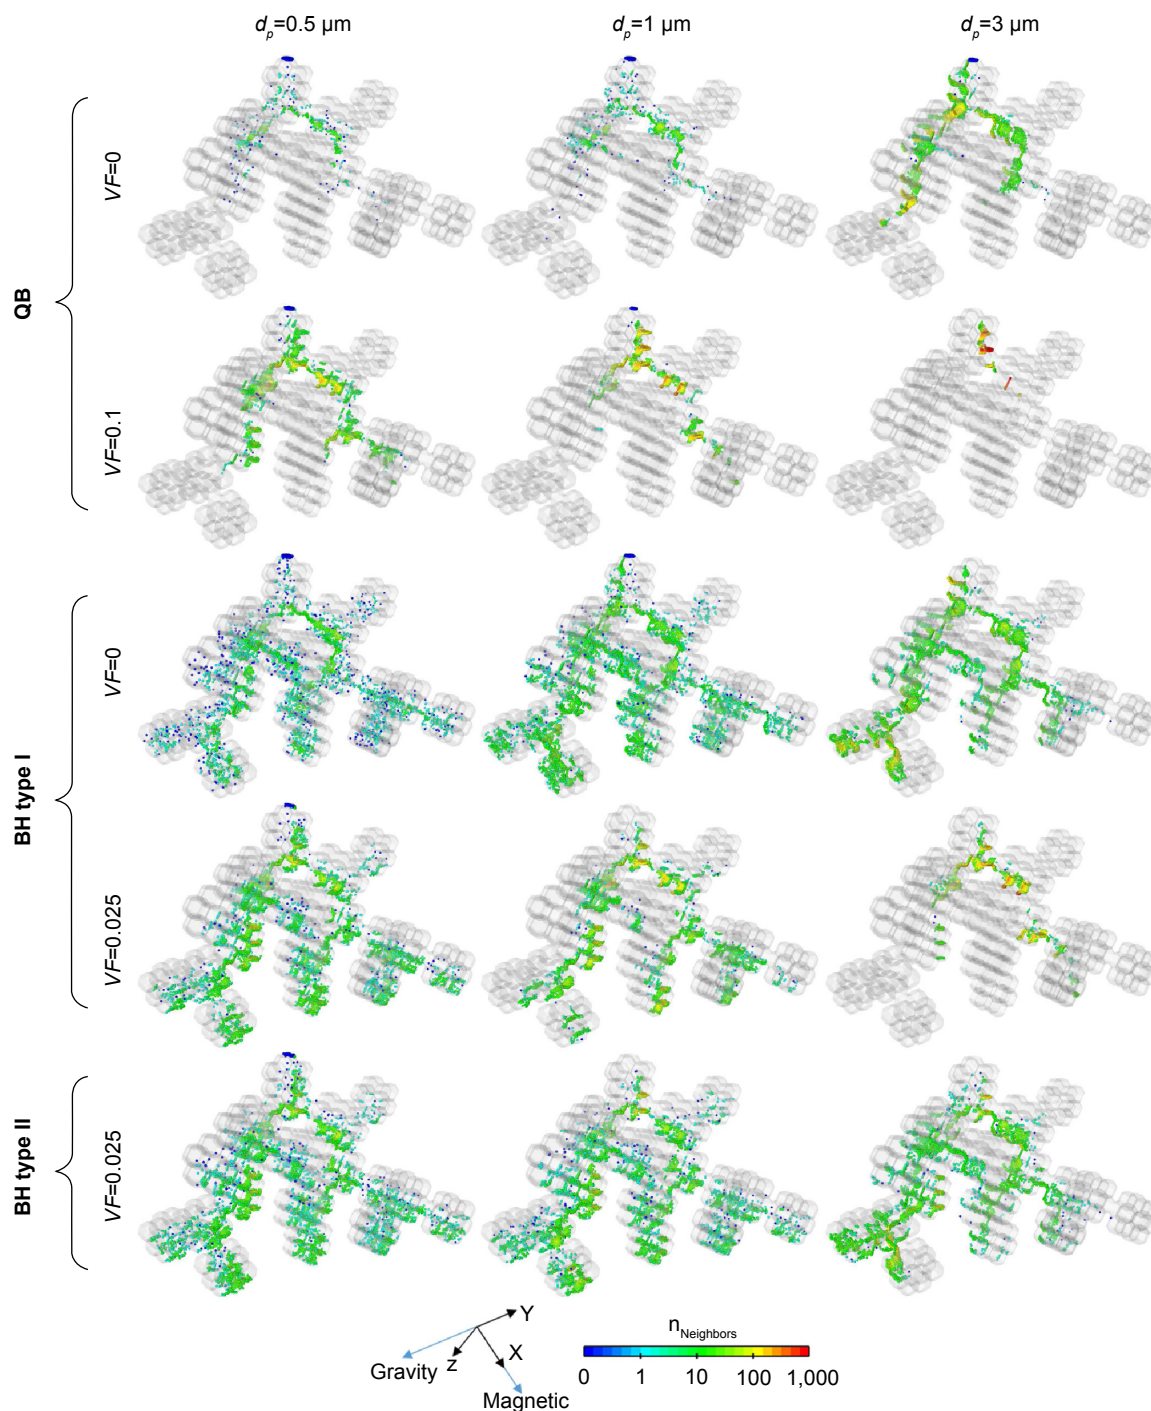 dp=0.5 µm
dp=1 µm
dp=3 µm
QB
VF=0
VF=0.1
BH type I
VF=0
VF=0.025
BH type II
VF=0.025
Y
X
z
Gravity
Magnetic
nNeighbors
0 1 10 100 1,000